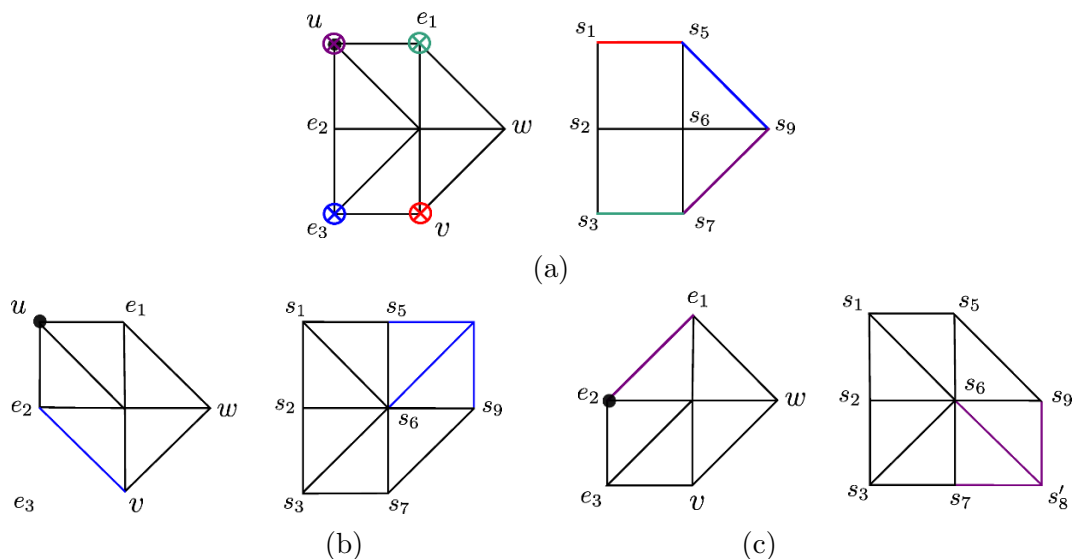 u e₁ s₁ s₅
e₂ w s₂ s₆ s₉
e₃ v s₃ s₇
(a)
u e₁ s₁ s₅ e₁ s₁ s₅
e₂ w s₂ s₆ s₉ e₂ w s₂ s₆ s₉
e₃ v s₃ s₇ e₃ v s₃ s₇ s₈′
(b) (c)